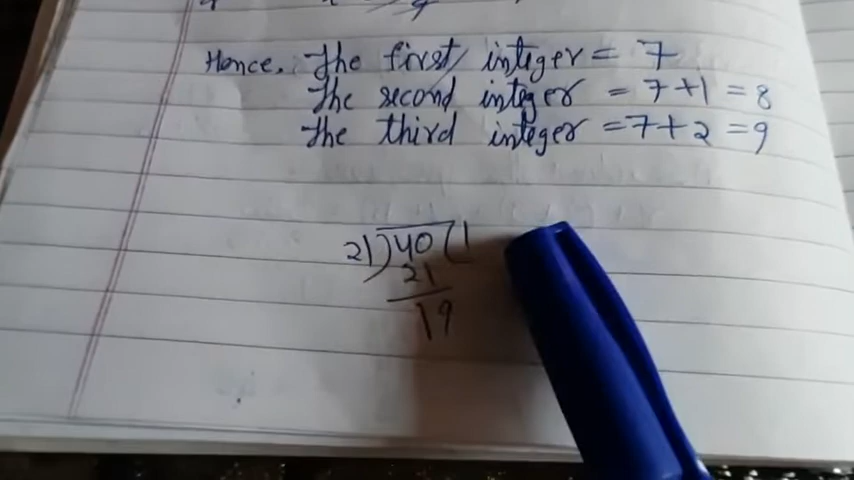 Hence, The first integer = 7
The second integer = 7+1 = 8
The third integer =7+2 =9
21)40(1
21
19